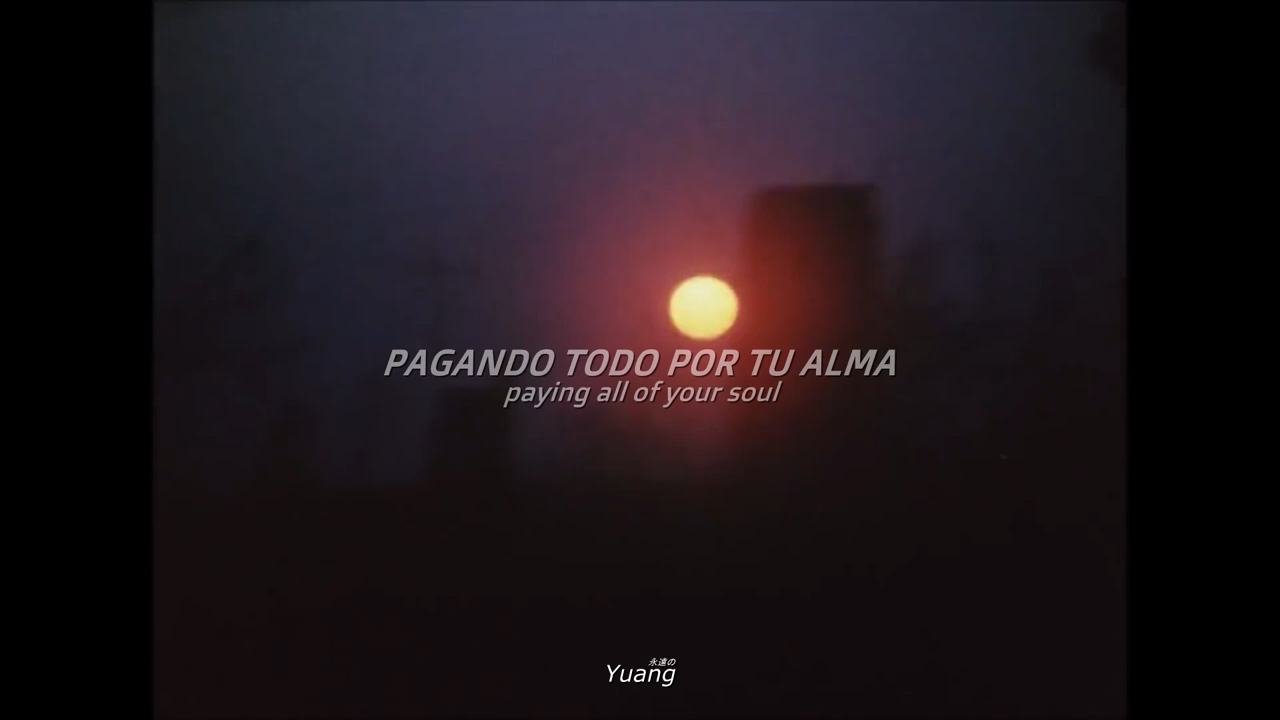 PAGANDO TODO POR TU ALMA
paying all of your soul
永遠の
Yuang